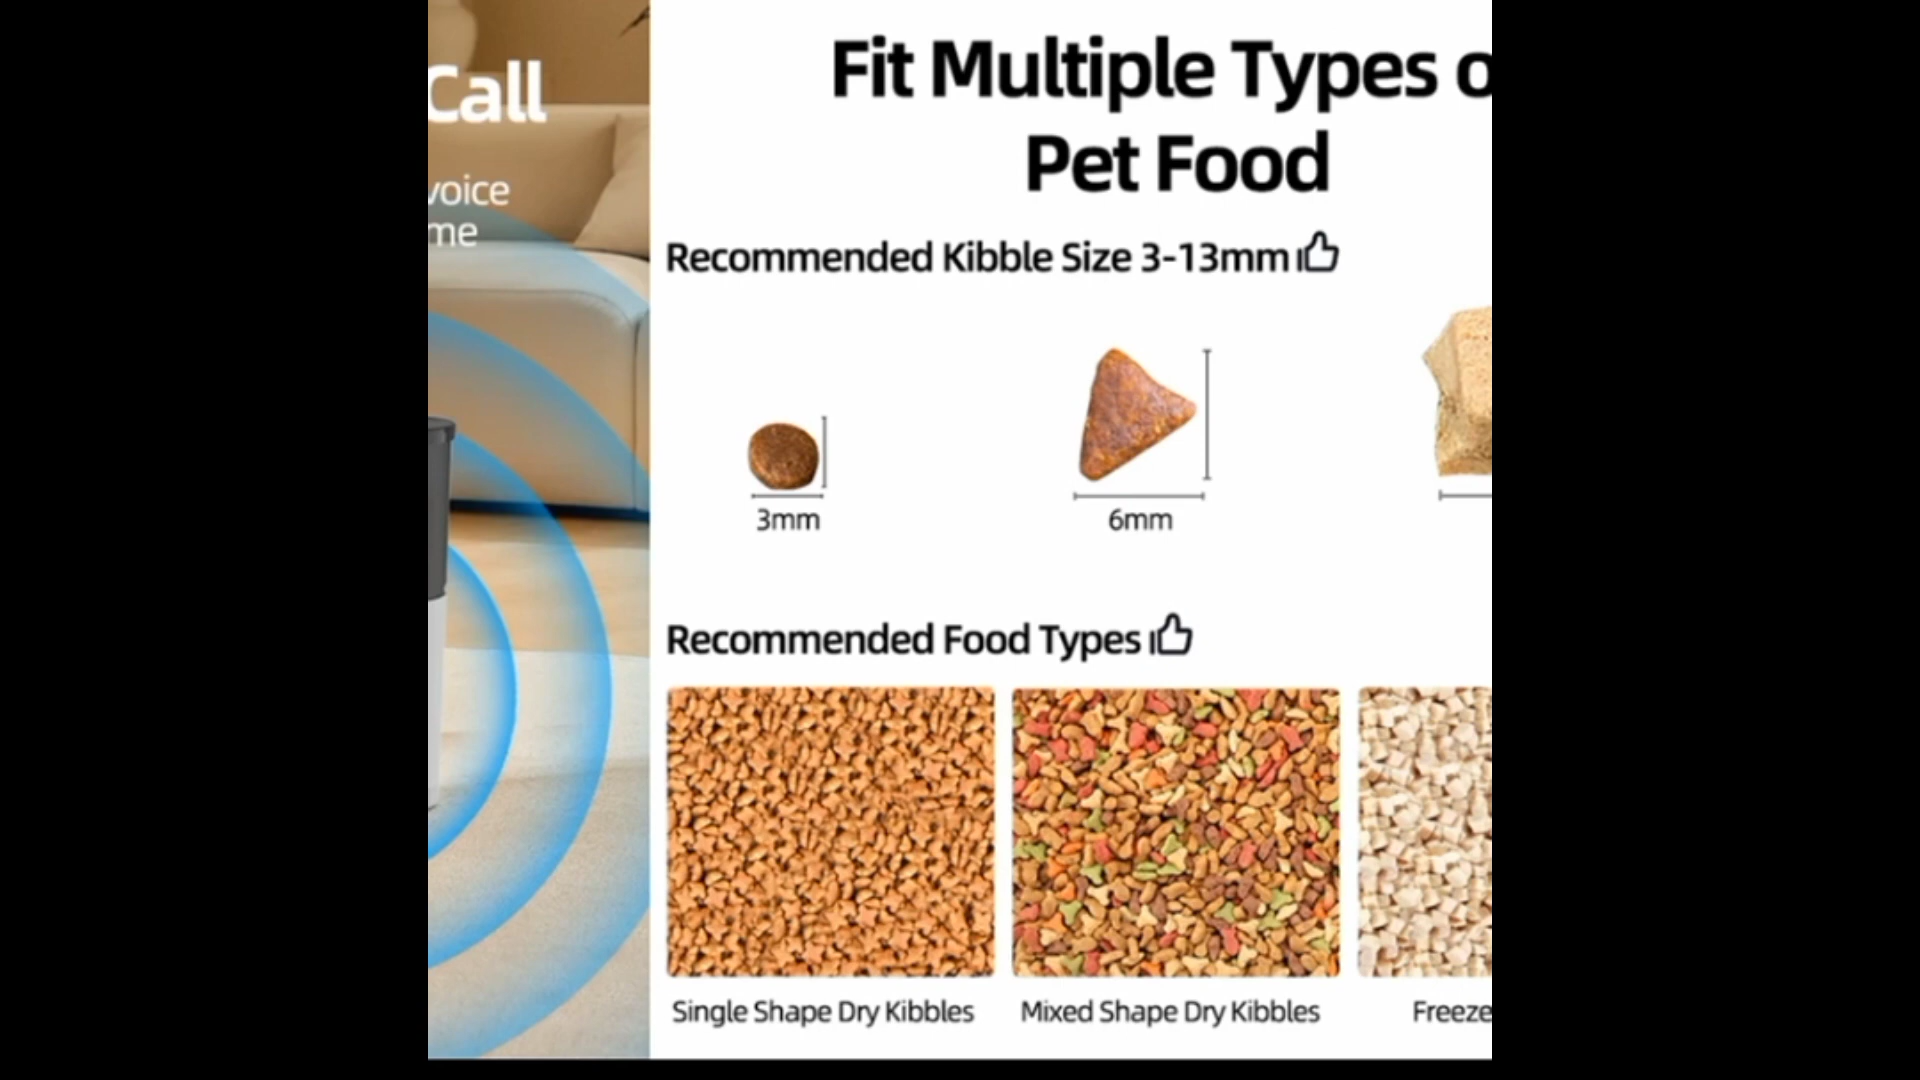 Call
voice
me
Fit Multiple Types o
Pet Food
Recommended Kibble Size 3-13mm
3mm
6mm
Recommended Food Types
Single Shape Dry Kibbles
Mixed Shape Dry Kibbles
Freeze